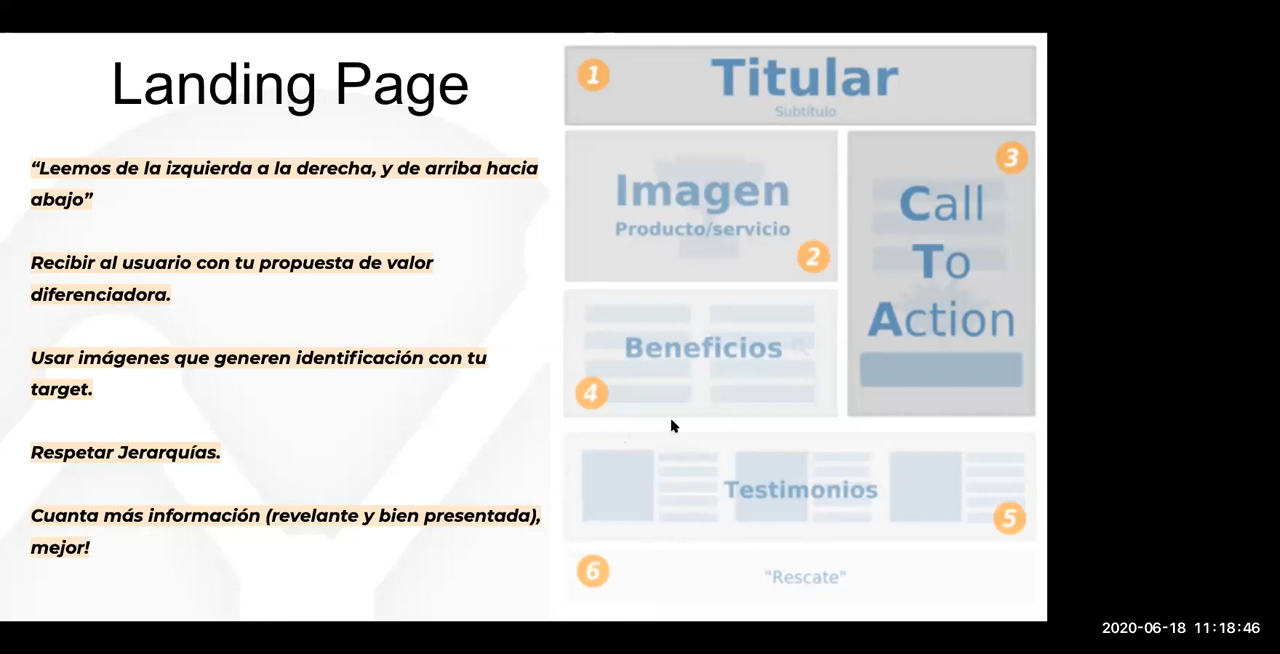 Landing Page
“Leemos de la izquierda a la derecha, y de arriba hacia
abajo”
Recibir al usuario con tu propuesta de valor
diferenciadora.
Usar imágenes que generen identificación con tu
target.
Respetar Jerarquías.
Cuanta más información (revelante y bien presentada),
mejor!
1
Titular
Subtítulo
Imagen
Producto/servicio
2
3
Call
To
Action
Beneficios
4
Testimonios
5
6
"Rescate"
2020-06-18 11:18:46